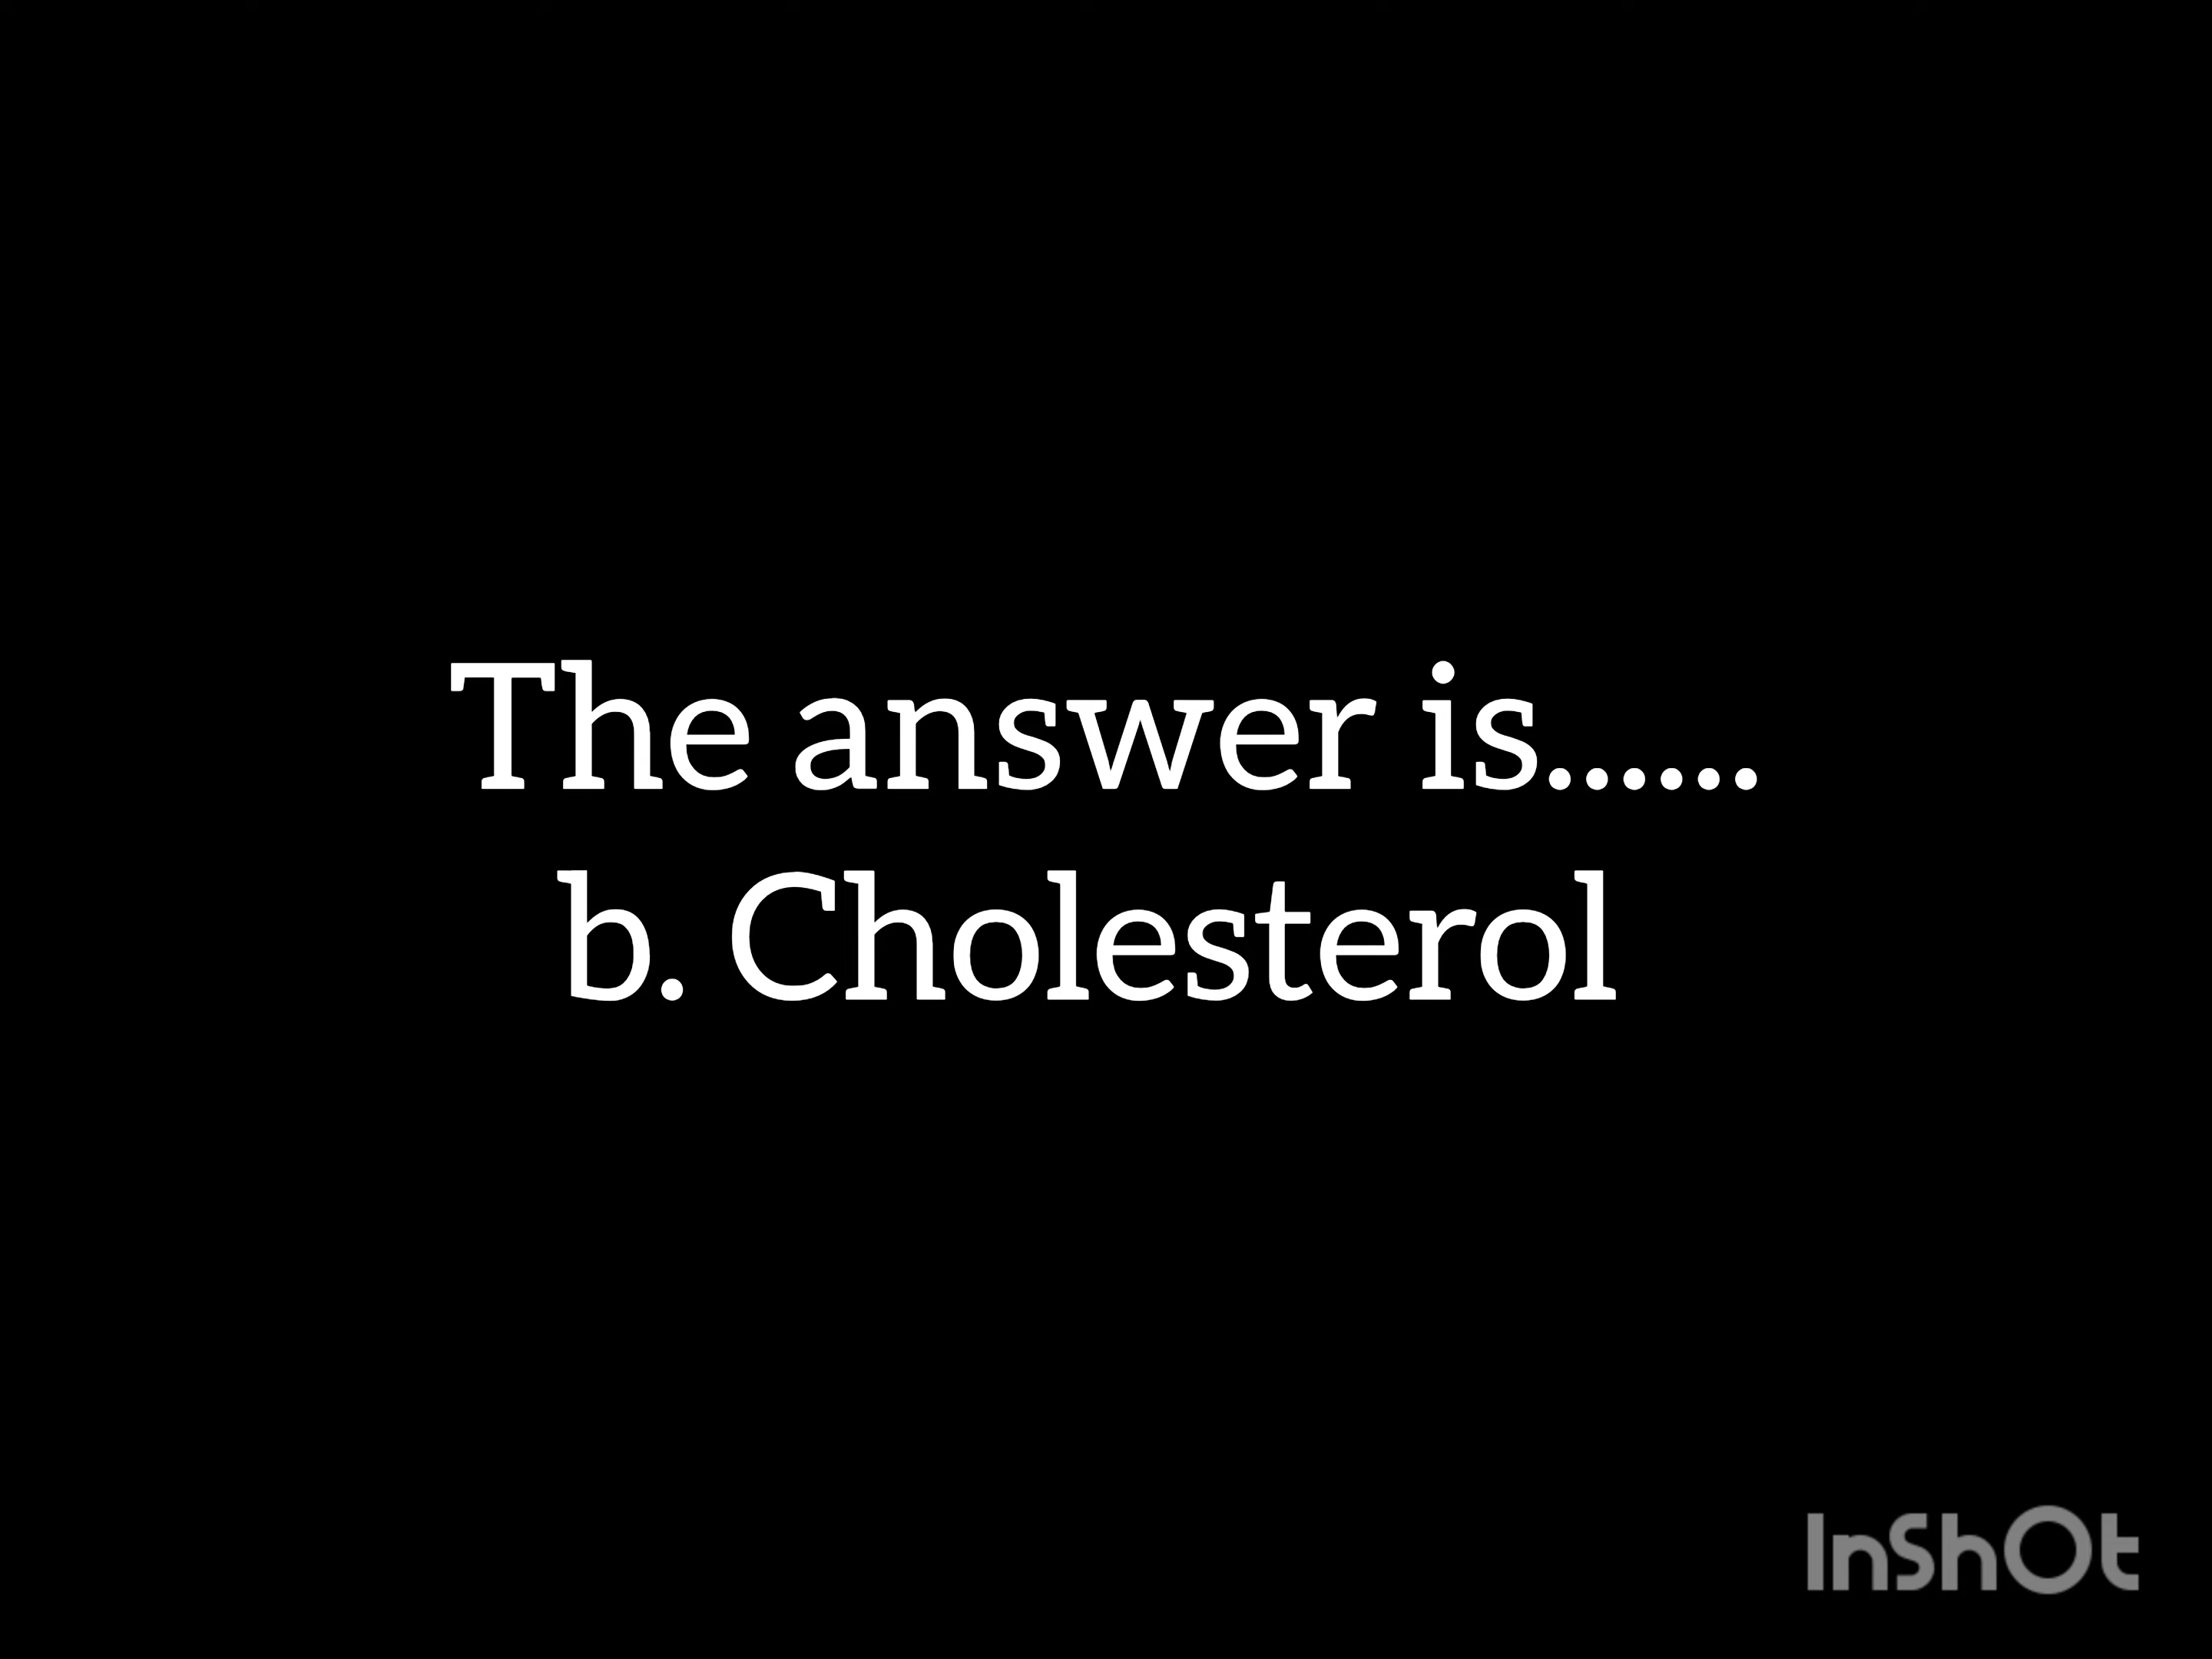 The answer is......
b. Cholesterol
InShOt